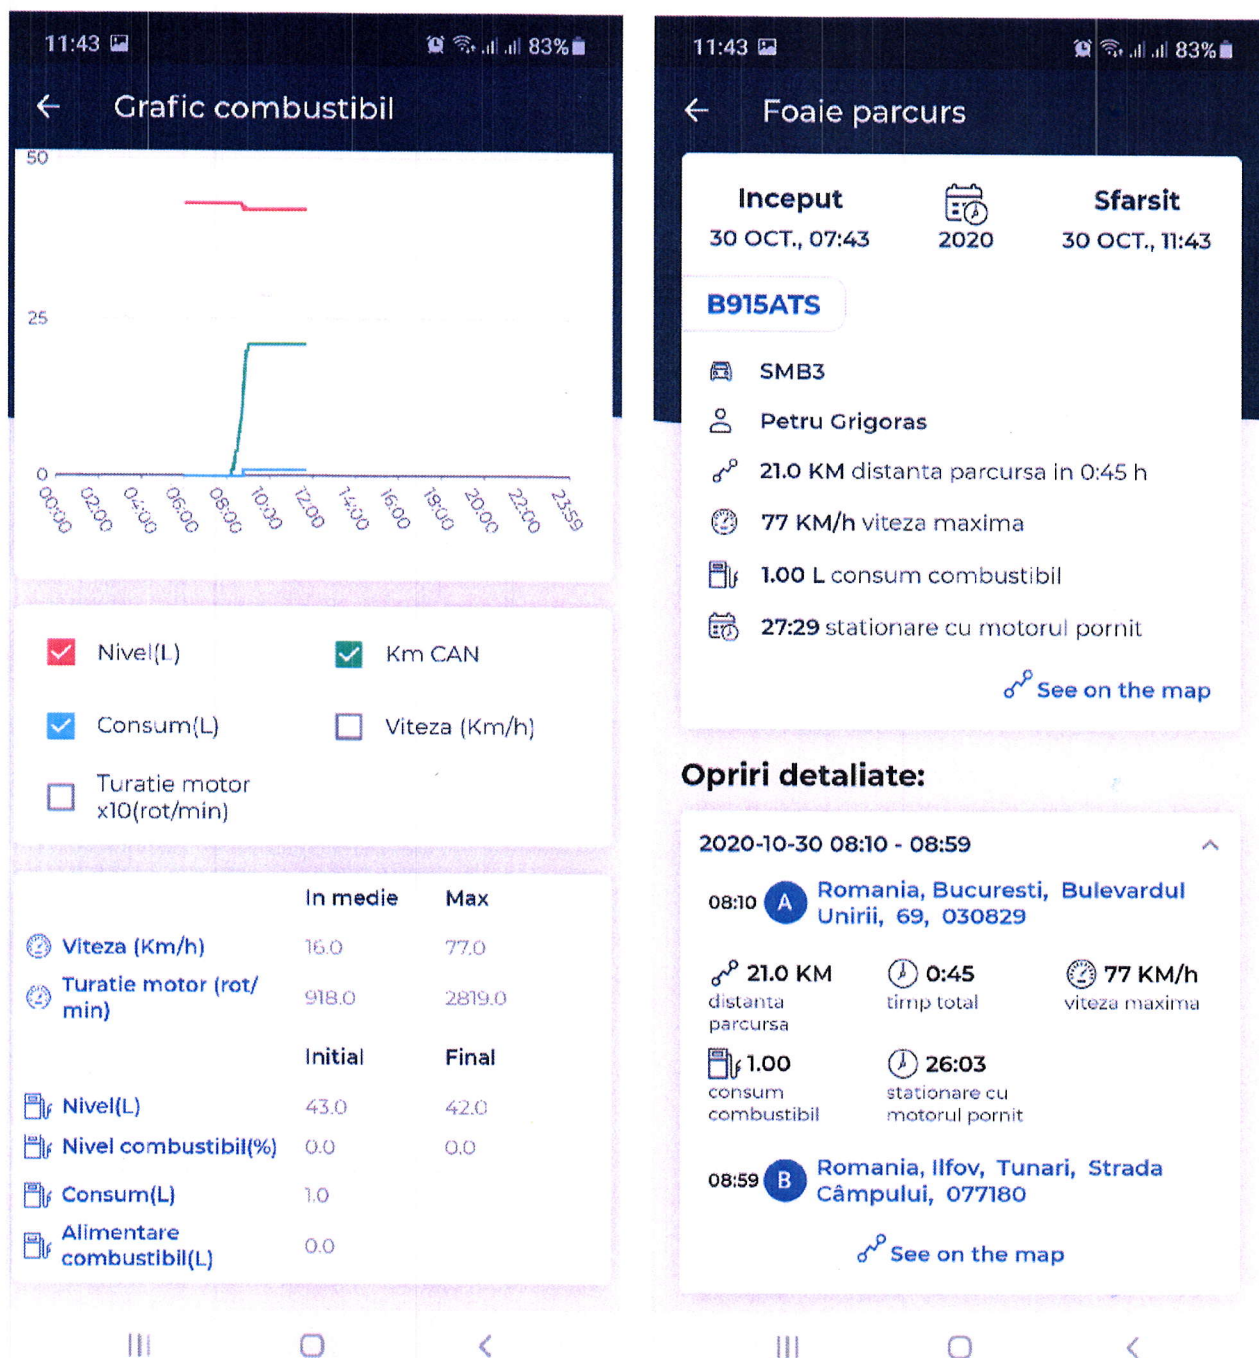 11:43
83%
Grafic combustibil
50
25
0
00:00
02:00
04:00
06:00
08:00
10:00
12:00
14:00
16:00
18:00
20:00
22:00
23:59
Nivel(L)
Km CAN
Consum(L)
Viteza (Km/h)
Turatie motor
x10(rot/min)
In medie Max
Viteza (Km/h) 16.0 77.0
Turatie motor (rot/
min) 918.0 2819.0
Initial Final
Nivel(L) 43.0 42.0
Nivel combustibil(%) 0.0 0.0
Consum(L) 1.0
Alimentare
combustibil(L) 0.0
11:43
83%
Foaie parcurs
Inceput Sfarsit
30 OCT., 07:43 2020 30 OCT., 11:43
B915ATS
SMB3
Petru Grigoras
21.0 KM distanta parcursa in 0:45 h
77 KM/h viteza maxima
1.00 L consum combustibil
27:29 stationare cu motorul pornit
See on the map
Opriri detaliate:
2020-10-30 08:10 - 08:59
08:10 A Romania, Bucuresti, Bulevardul
Unirii, 69, 030829
21.0 KM 0:45 77 KM/h
distanta timp total viteza maxima
parcursa
1.00 26:03
consum stationare cu
combustibil motorul pornit
08:59 B Romania, Ilfov, Tunari, Strada
Câmpului, 077180
See on the map